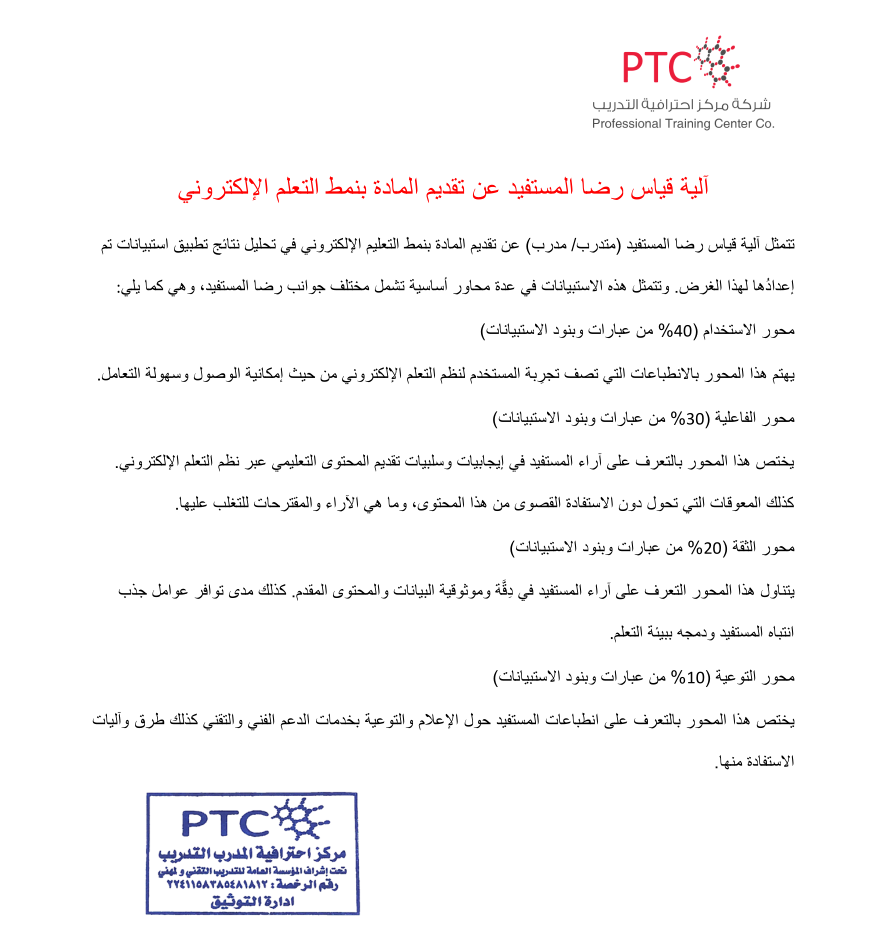 PTC
شركة مركز احترافية التدريب
Professional Training Center Co.
آلية قياس رضا المستفيد عن تقديم المادة بنمط التعلم الإلكتروني
تتمثل آلية قياس رضا المستفيد (متدرب/ مدرب) عن تقديم المادة بنمط التعليم الإلكتروني في تحليل نتائج تطبيق استبيانات تم
إعدادُها لهذا الغرض. وتتمثل هذه الاستبيانات في عدة محاور أساسية تشمل مختلف جوانب رضا المستفيد، وهي كما يلي:
محور الاستخدام (40% من عبارات وبنود الاستبيانات)
يهتم هذا المحور بالانطباعات التي تصف تجرِبة المستخدم لنظم التعلم الإلكتروني من حيث إمكانية الوصول وسهولة التعامل.
محور الفاعلية (30% من عبارات وبنود الاستبيانات)
يختص هذا المحور بالتعرف على آراء المستفيد في إيجابيات وسلبيات تقديم المحتوى التعليمي عبر نظم التعلم الإلكتروني.
كذلك المعوقات التي تحول دون الاستفادة القصوى من هذا المحتوى، وما هي الآراء والمقترحات للتغلب عليها.
محور الثقة (20% من عبارات وبنود الاستبيانات)
يتناول هذا المحور التعرف على آراء المستفيد في دِقَّة وموثوقية البيانات والمحتوى المقدم. كذلك مدى توافر عوامل جذب
انتباه المستفيد ودمجه ببيئة التعلم.
محور التوعية (10% من عبارات وبنود الاستبيانات)
يختص هذا المحور بالتعرف على انطباعات المستفيد حول الإعلام والتوعية بخدمات الدعم الفني والتقني كذلك طرق وآليات
الاستفادة منها.
PTC
مركز احترافية المدرب التدريب
تحت إشراف المؤسسة العامة للتدريب التقني و المهني
رقم الرخصة : ٢٢٤١١٥٨٣٨٥٤٨١٨١٢
ادارة التوثيق